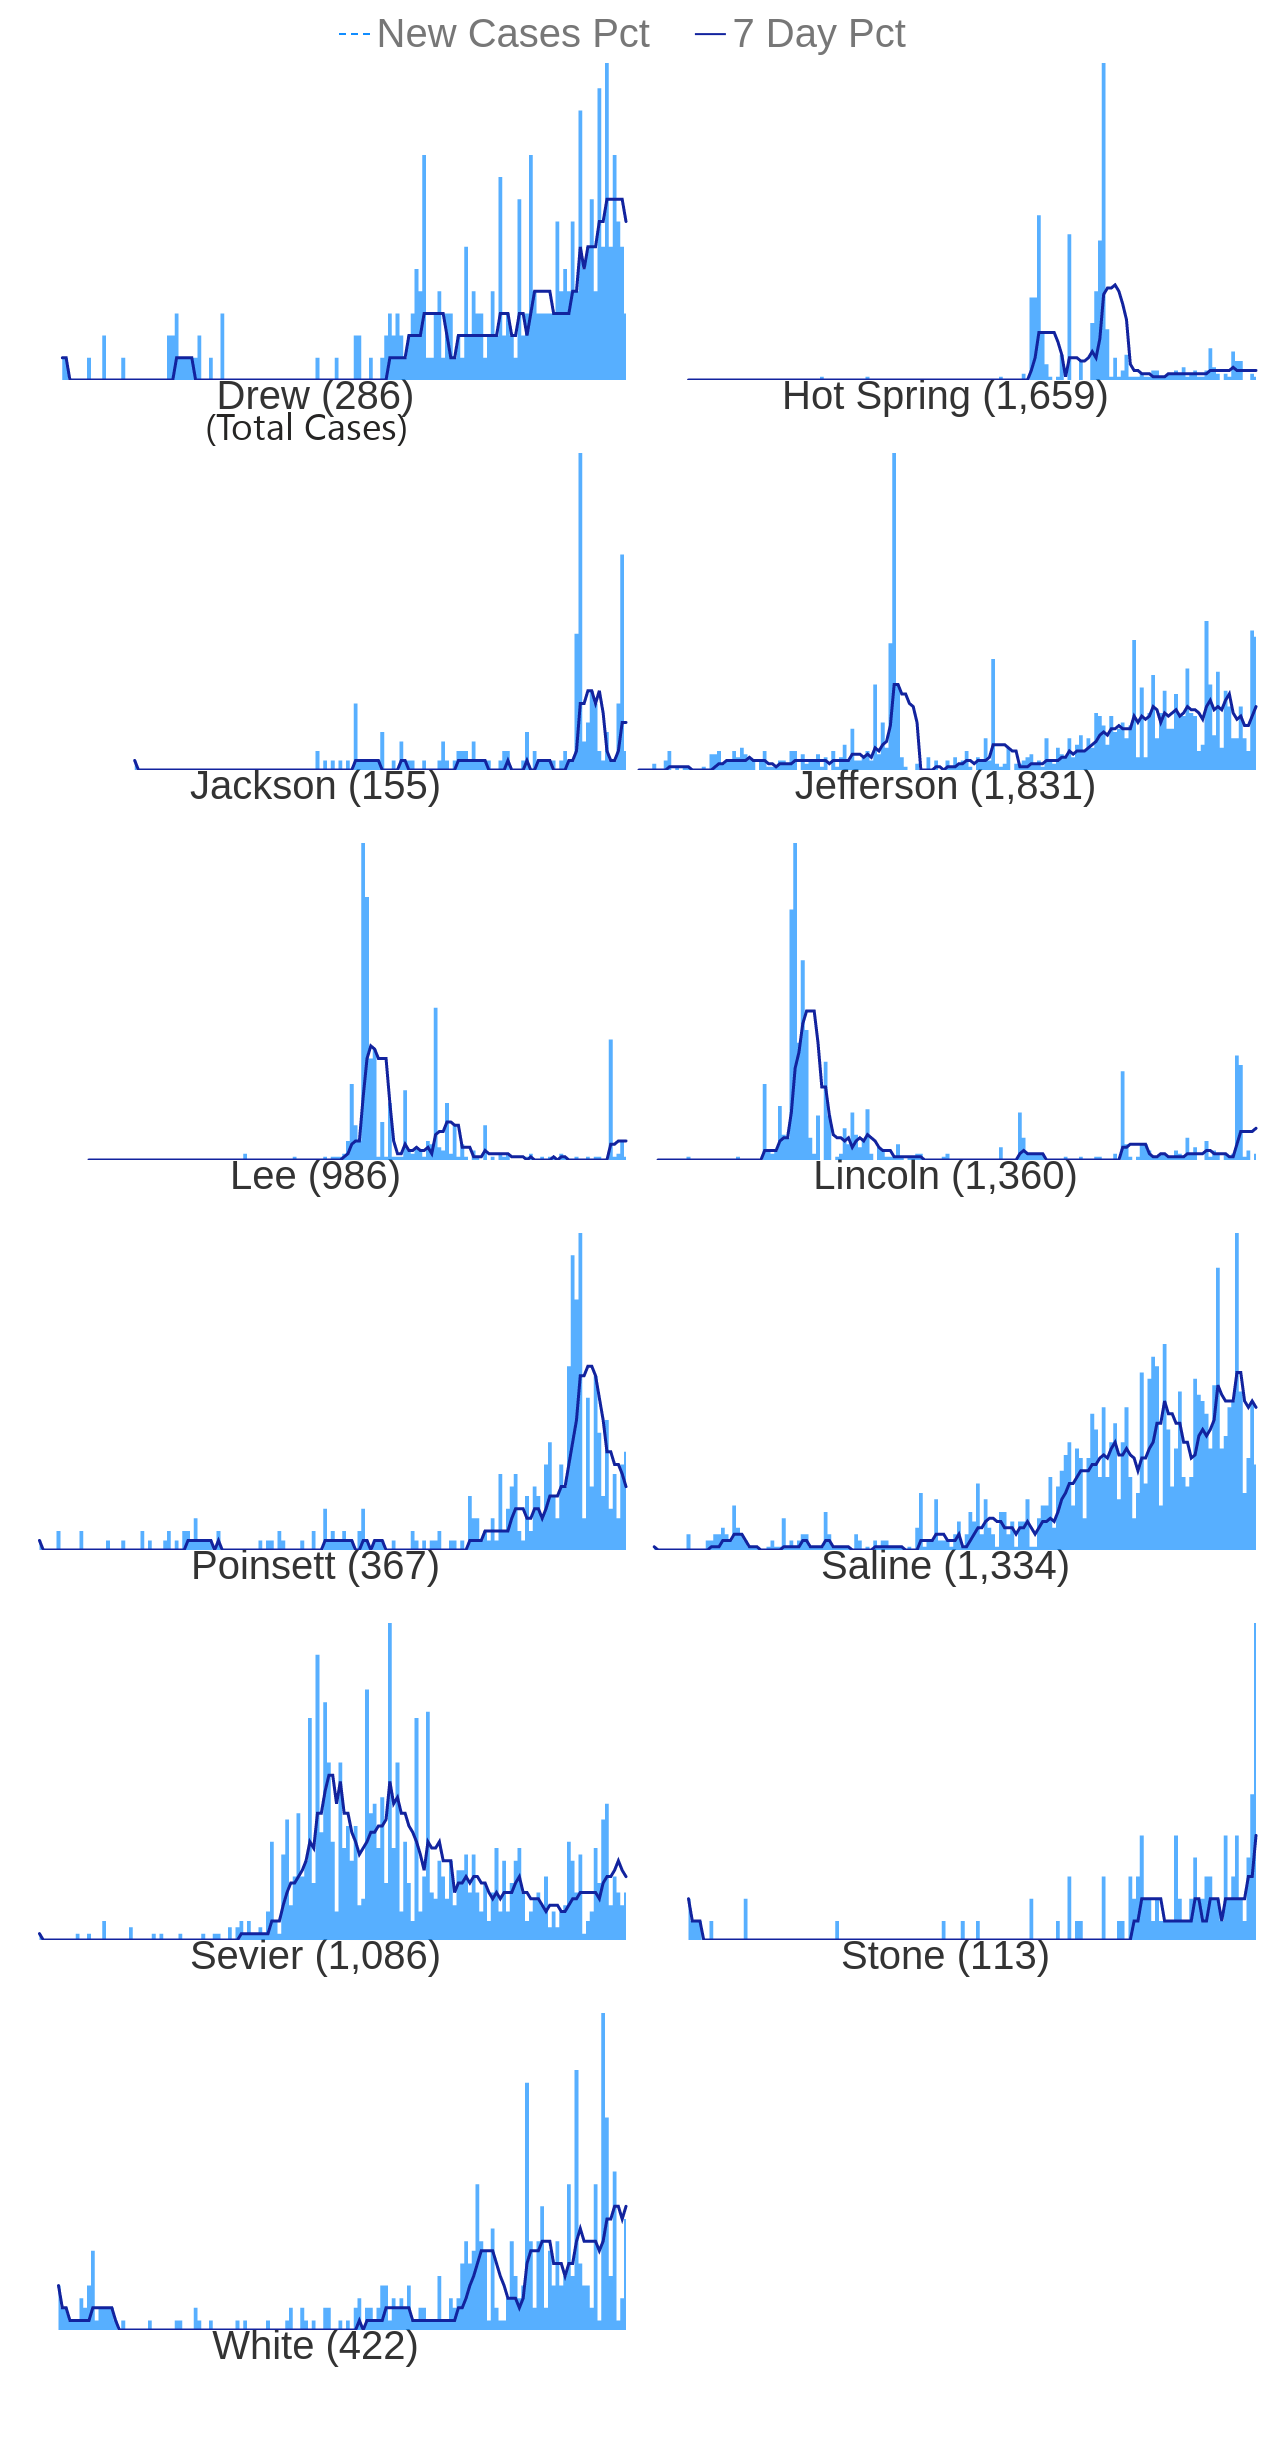 New Cases Pct 7 Day Pct
Drew (286) Hot Spring (1,659)
(Total Cases)
Jackson (155) Jefferson (1,831)
Lee (986) Lincoln (1,360)
Poinsett (367) Saline (1,334)
Sevier (1,086) Stone (113)
White (422)